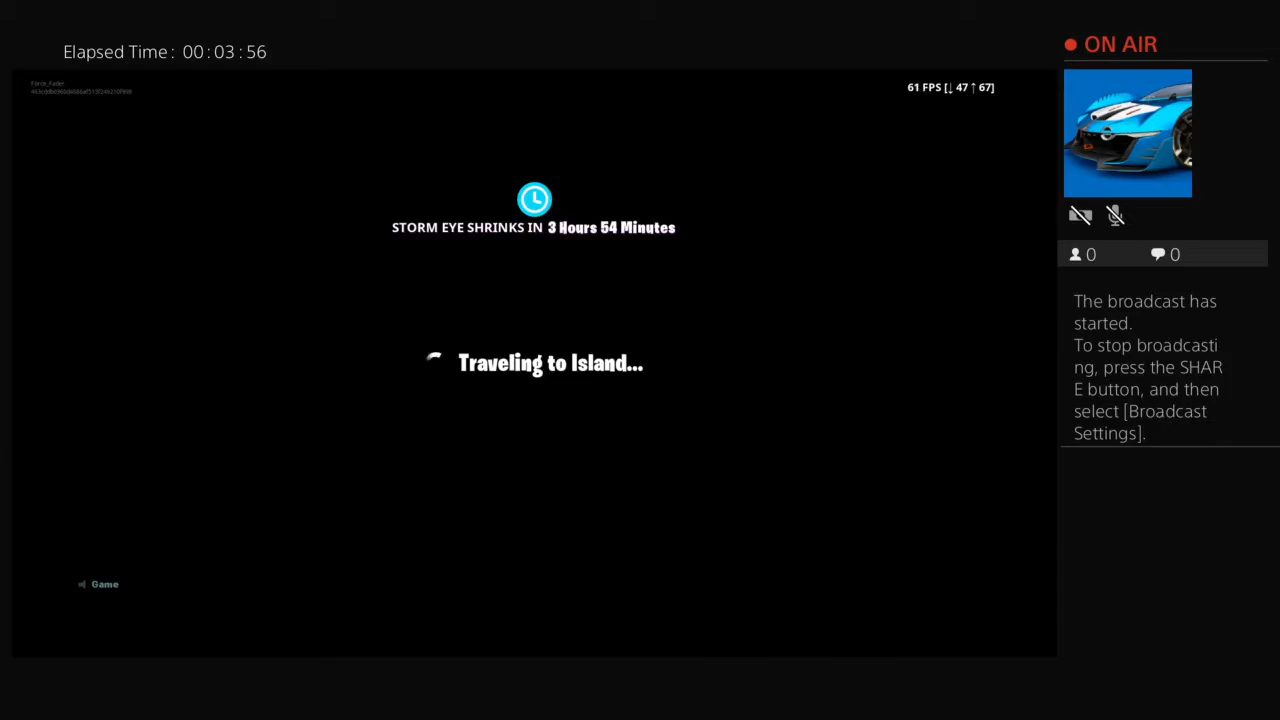 Elapsed Time: 00:03:56
ON AIR
Force_Fader
61 FPS [↓ 47 ↑ 67]
STORM EYE SHRINKS IN 3 Hours 54 Minutes
0 0
The broadcast has
started.
To stop broadcasti
ng, press the SHAR
E button, and then
select [Broadcast
Settings].
Traveling to Island...
Game